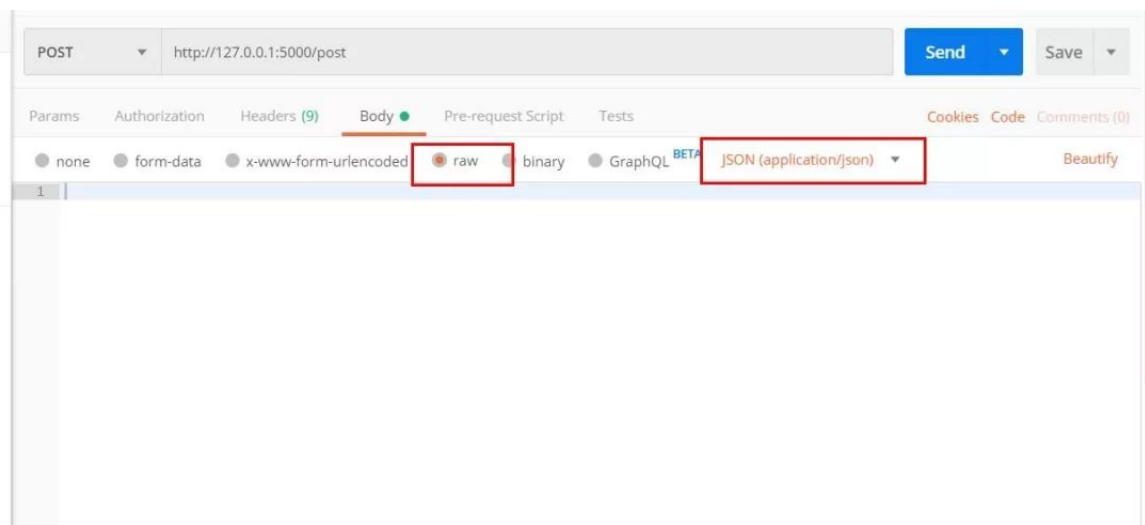 POST http://127.0.0.1:5000/post Send Save
Params Authorization Headers (9) Body Pre-request Script Tests Cookies Code Comments (0)
none form-data x-www-form-urlencoded raw binary GraphQL BETA JSON (application/json) Beautify
1